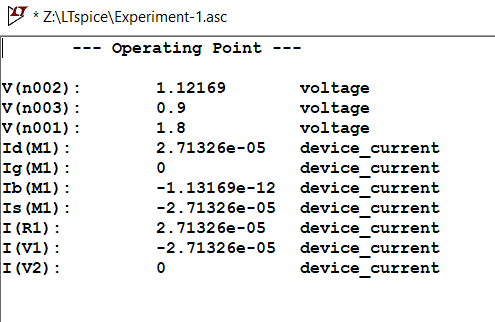 * Z:\LTspice\Experiment-1.asc
--- Operating Point ---
V(n002): 1.12169 voltage
V(n003): 0.9 voltage
V(n001): 1.8 voltage
Id(M1): 2.71326e-05 device_current
Ig(M1): 0 device_current
Ib(M1): -1.13169e-12 device_current
Is(M1): -2.71326e-05 device_current
I(R1): 2.71326e-05 device_current
I(V1): -2.71326e-05 device_current
I(V2): 0 device_current